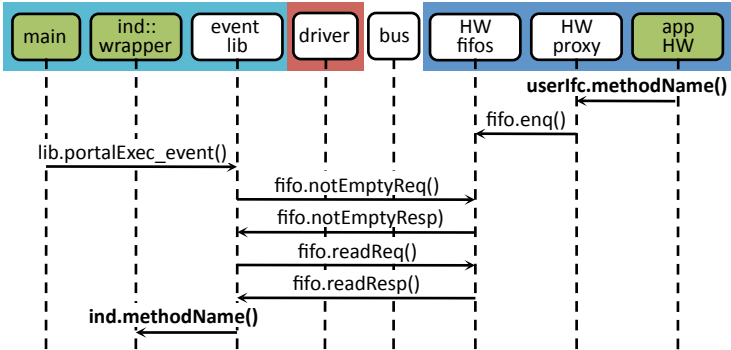 main
ind::
wrapper
event
lib
driver
bus
HW
fifos
HW
proxy
app
HW
userIfc.methodName()
fifo.enq()
lib.portalExec_event()
fifo.notEmptyReq()
fifo.notEmptyResp)
fifo.readReq()
fifo.readResp()
ind.methodName()